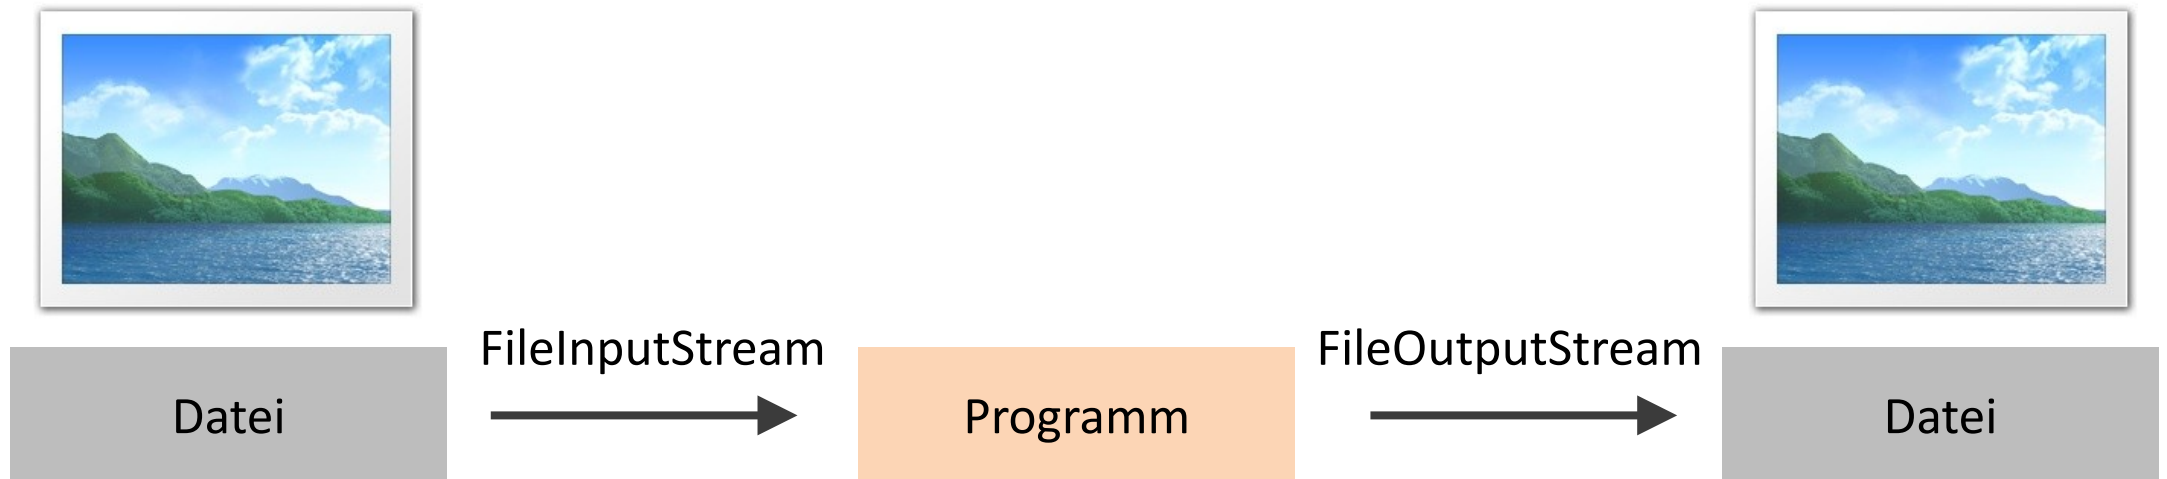 FileInputStream
FileOutputStream
Datei
Programm
Datei